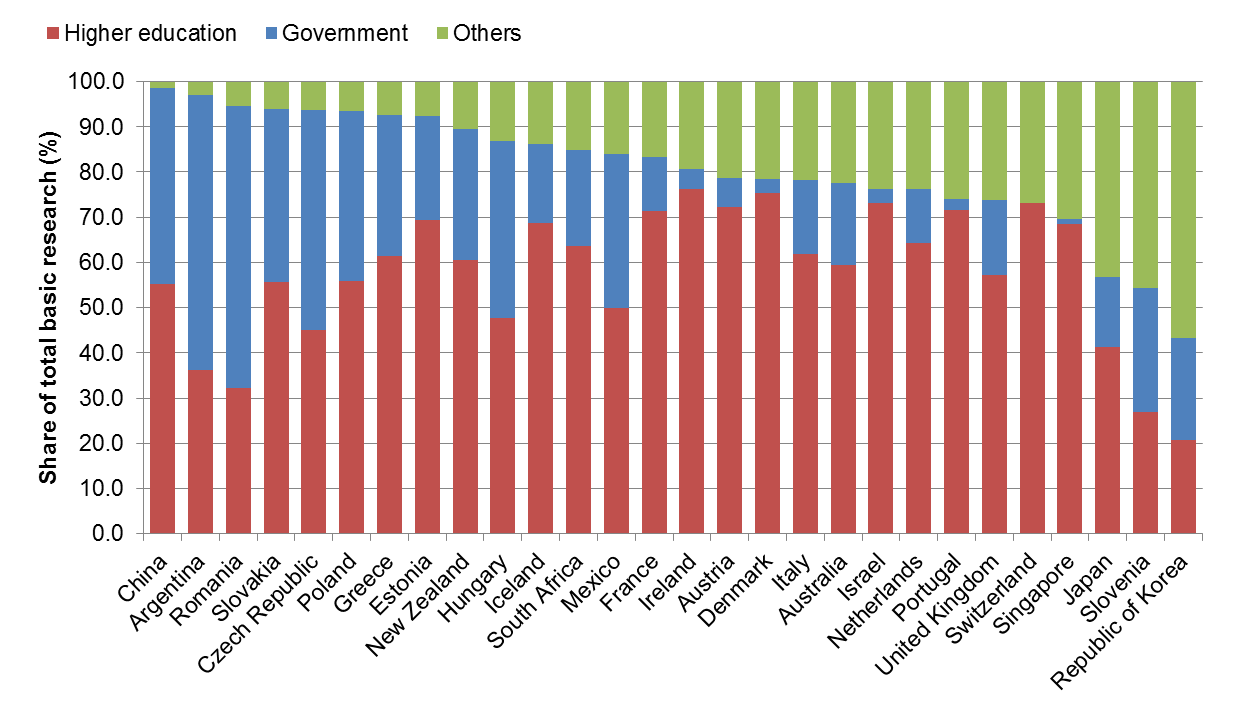 Higher education Government Others
Share of total basic research (%)
100.0
90.0
80.0
70.0
60.0
50.0
40.0
30.0
20.0
10.0
0.0
China
Argentina
Romania
Slovakia
Czech Republic
Poland
Greece
Estonia
New Zealand
Hungary
Iceland
South Africa
Mexico
France
Ireland
Austria
Denmark
Italy
Australia
Israel
Netherlands
Portugal
United Kingdom
Switzerland
Singapore
Japan
Slovenia
Republic of Korea